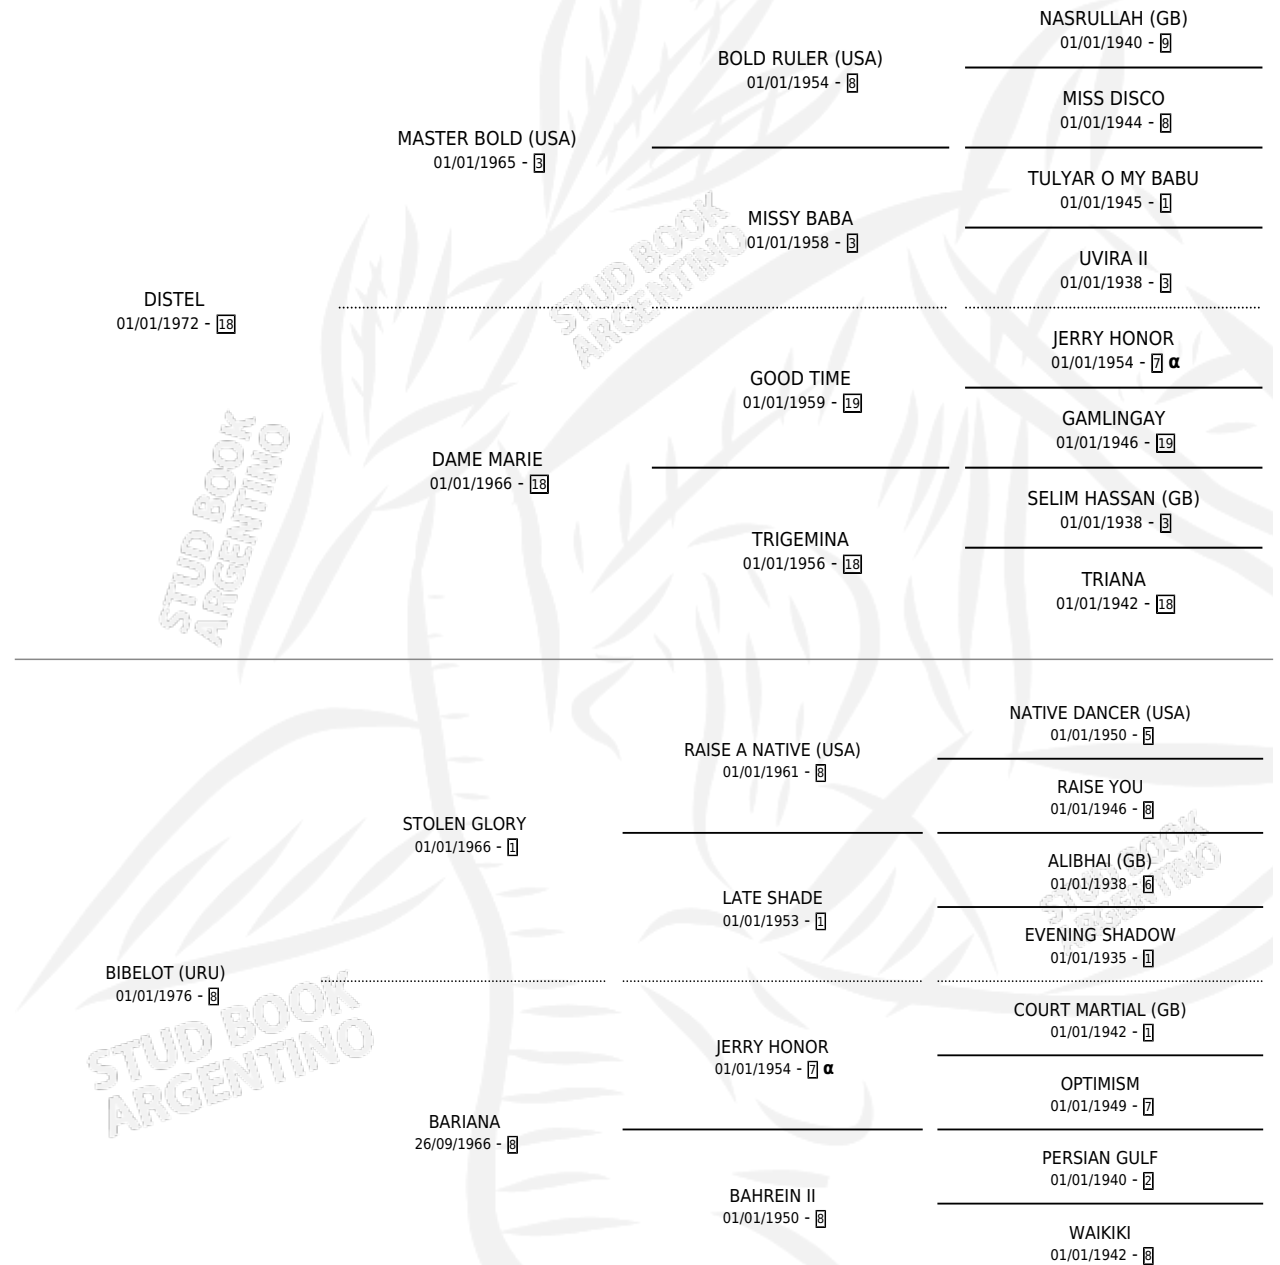 NASRULLAH (GB)
01/01/1940 - 9
BOLD RULER (USA)
01/01/1954 - 8
MISS DISCO
01/01/1944 - 8
MASTER BOLD (USA)
01/01/1965 - 3
TULYAR O MY BABU
01/01/1945 - 1
MISSY BABA
01/01/1958 - 3
UVIRA II
01/01/1938 - 3
DISTEL
01/01/1972 - 18
JERRY HONOR
01/01/1954 - 7 α
GOOD TIME
01/01/1959 - 19
GAMLINGAY
01/01/1946 - 19
DAME MARIE
01/01/1966 - 18
SELIM HASSAN (GB)
01/01/1938 - 3
TRIGEMINA
01/01/1956 - 18
TRIANA
01/01/1942 - 18
NATIVE DANCER (USA)
01/01/1950 - 5
RAISE A NATIVE (USA)
01/01/1961 - 8
RAISE YOU
01/01/1946 - 8
STOLEN GLORY
01/01/1966 - 1
ALIBHAI (GB)
01/01/1938 - 6
LATE SHADE
01/01/1953 - 1
EVENING SHADOW
01/01/1935 - 1
BIBELOT (URU)
01/01/1976 - 8
COURT MARTIAL (GB)
01/01/1942 - 1
JERRY HONOR
01/01/1954 - 7 α
OPTIMISM
01/01/1949 - 7
BARIANA
26/09/1966 - 8
PERSIAN GULF
01/01/1940 - 2
BAHREIN II
01/01/1950 - 8
WAIKIKI
01/01/1942 - 8
STUD BOOK
ARGENTINO
STUD BOOK
ARGENTINO
STUD BOOK
ARGENTINO
STUD BOOK
ARGENTINO